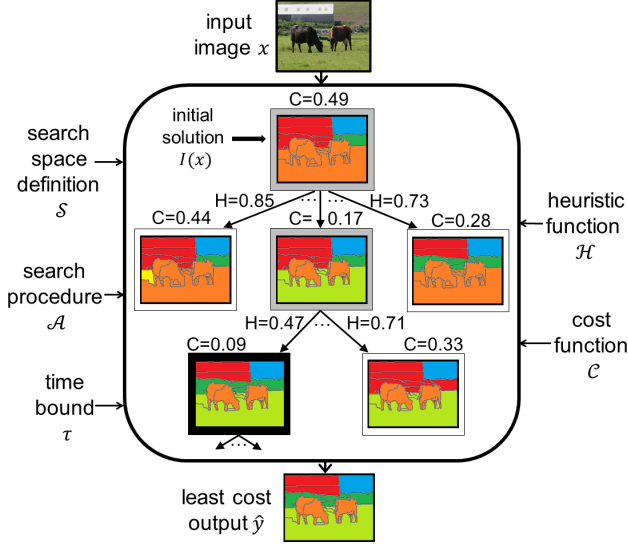 input
image x
C=0.49
initial
solution
I(x)
search
space
definition
𝒮
H=0.85
...
...
H=0.73
C=0.44
C= 0.17
C=0.28
heuristic
function
ℋ
search
procedure
𝒜
H=0.47
...
H=0.71
C=0.09
C=0.33
cost
function
𝒞
time
bound
τ
...
least cost
output ŷ